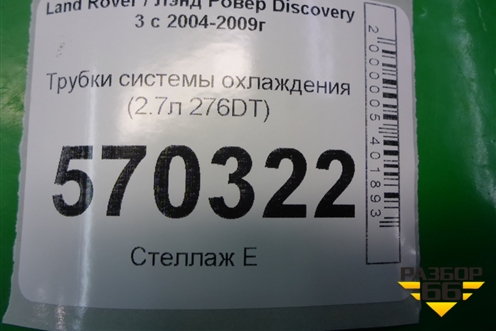 Land Rover / Лэнд Ровер Discovery
3 с 2004-2009г
Трубки системы охлаждения
(2.7л 276DT)
570322
Стеллаж Е
2000005401893
РАЗБОР
66